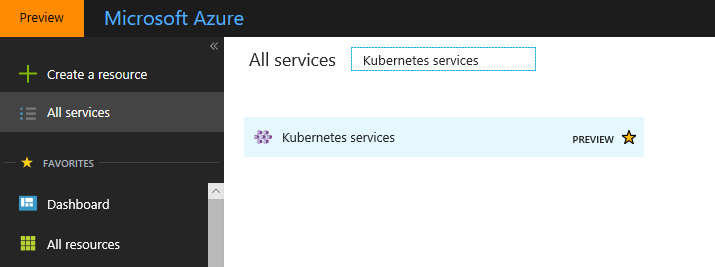 Preview
Microsoft Azure
«
Create a resource
All services
FAVORITES
Dashboard
All resources
All services
Kubernetes services
Kubernetes services
PREVIEW